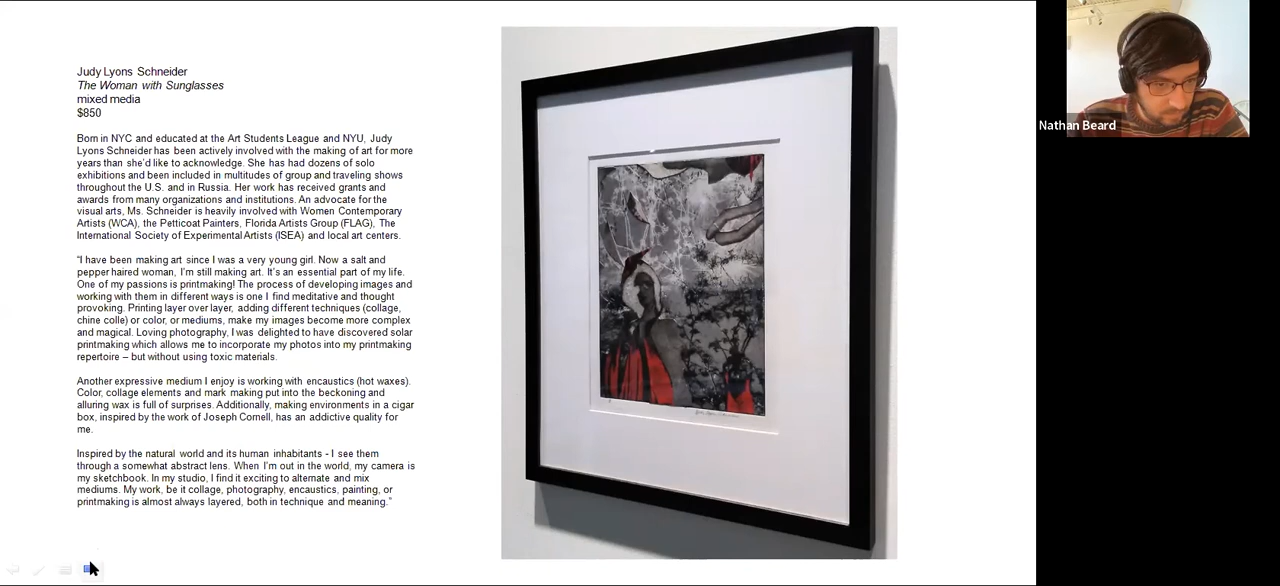 Judy Lyons Schneider
The Woman with Sunglasses
mixed media
$850
Born in NYC and educated at the Art Students League and NYU, Judy
Lyons Schneider has been actively involved with the making of art for more
years than she'd like to acknowledge. She has had dozens of solo
exhibitions and been included in multitudes of group and traveling shows
throughout the U.S. and in Russia. Her work has received grants and
awards from many organizations and institutions. An advocate for the
visual arts, Ms. Schneider is heavily involved with Women Contemporary
Artists (WCA), the Petticoat Painters, Florida Artists Group (FLAG), The
International Society of Experimental Artists (ISEA) and local art centers.
“I have been making art since I was a very young girl. Now a salt and
pepper haired woman, I'm still making art. It's an essential part of my life.
One of my passions is printmaking! The process of developing images and
working with them in different ways is one I find meditative and thought
provoking. Printing layer over layer, adding different techniques (collage,
chine colle) or color, or mediums, make my images become more complex
and magical. Loving photography, I was delighted to have discovered solar
printmaking which allows me to incorporate my photos into my printmaking
repertoire – but without using toxic materials.
Another expressive medium I enjoy is working with encaustics (hot waxes).
Color, collage elements and mark making put into the beckoning and
alluring wax is full of surprises. Additionally, making environments in a cigar
box, inspired by the work of Joseph Cornell, has an addictive quality for
me.
Inspired by the natural world and its human inhabitants - I see them
through a somewhat abstract lens. When I'm out in the world, my camera is
my sketchbook. In my studio, I find it exciting to alternate and mix
mediums. My work, be it collage, photography, encaustics, painting, or
printmaking is almost always layered, both in technique and meaning.”
Nathan Beard